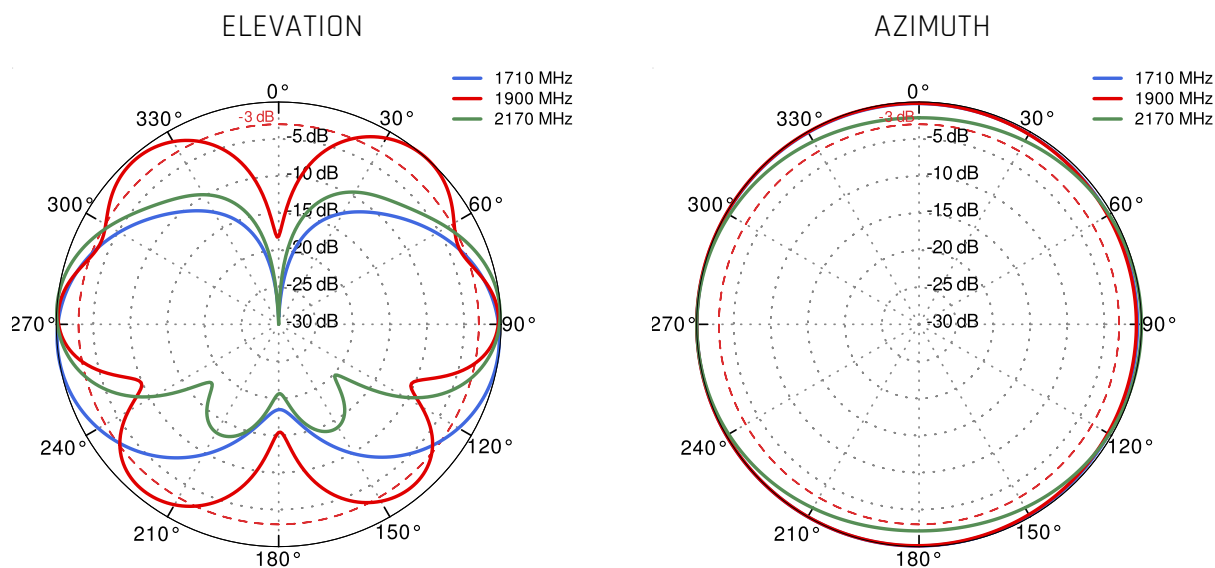 ELEVATION
AZIMUTH
1710 MHz
1900 MHz
2170 MHz
0°
30°
60°
90°
120°
150°
180°
210°
240°
270°
300°
330°
-3 dB
-5 dB
-10 dB
-15 dB
-20 dB
-25 dB
-30 dB
1710 MHz
1900 MHz
2170 MHz
0°
30°
60°
90°
120°
150°
180°
210°
240°
270°
300°
330°
-3 dB
-5 dB
-10 dB
-15 dB
-20 dB
-25 dB
-30 dB